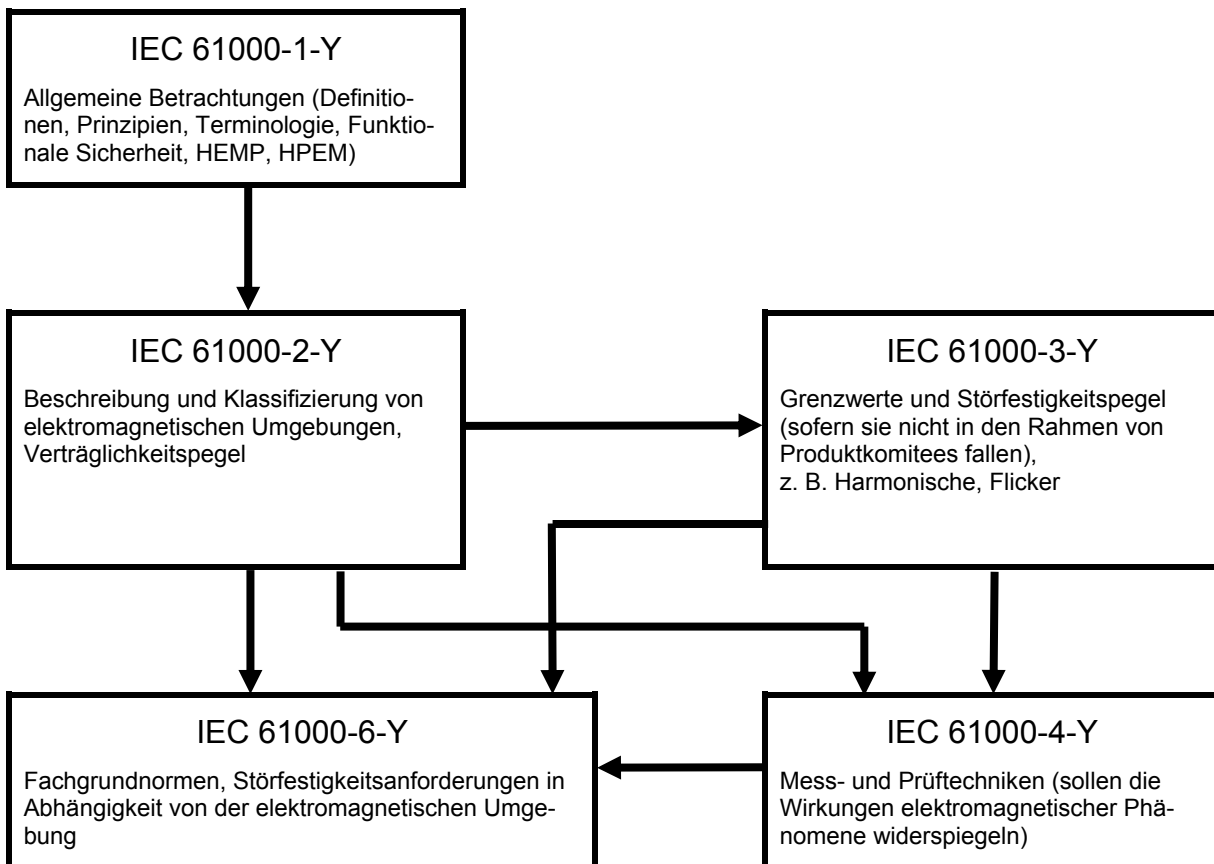 IEC 61000-1-Y
Allgemeine Betrachtungen (Definitio-
nen, Prinzipien, Terminologie, Funktio-
nale Sicherheit, HEMP, HPEM)
IEC 61000-2-Y
Beschreibung und Klassifizierung von
elektromagnetischen Umgebungen,
Verträglichkeitspegel
IEC 61000-3-Y
Grenzwerte und Störfestigkeitspegel
(sofern sie nicht in den Rahmen von
Produktkomitees fallen),
z. B. Harmonische, Flicker
IEC 61000-6-Y
Fachgrundnormen, Störfestigkeitsanforderungen in
Abhängigkeit von der elektromagnetischen Umge-
bung
IEC 61000-4-Y
Mess- und Prüftechniken (sollen die
Wirkungen elektromagnetischer Phä-
nomene widerspiegeln)